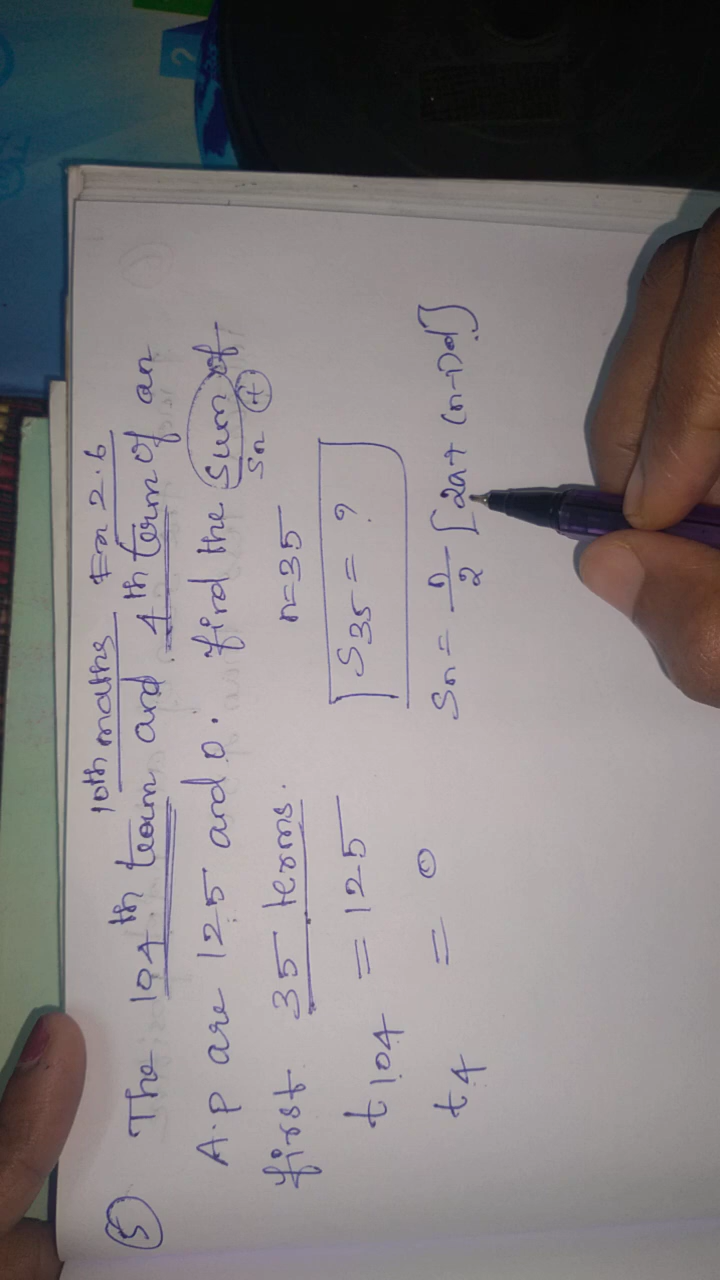 10th maths Ex 2.6
5 The 104th term and 4th term of an
A.P are 125 and 0. find the sum of
Sn +
first 35 terms. n=35
t104 = 125 S35 = ?
t4 = 0 Sn = n/2 [2a+(n-1)d]
2